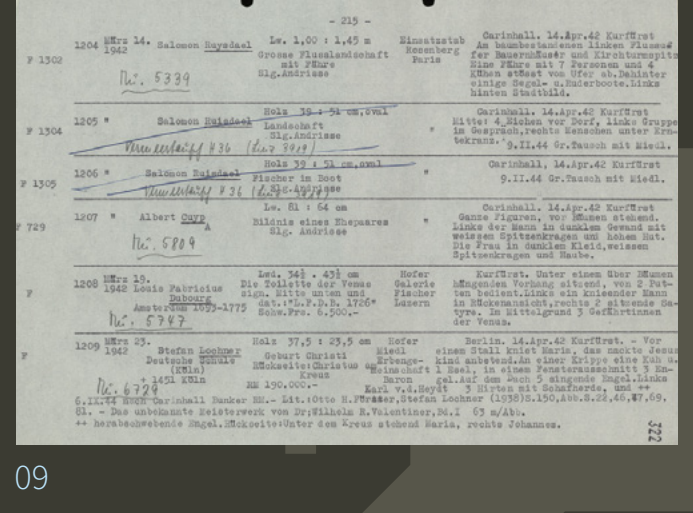 - 215 -
F 1302 1204 März 14. 1942 Salomon Ruysdael Lw. 1,00 : 1,45 m Einsatzstab Rosenberg Paris Carinhall. 14.Apr.42 Kurfürst
Grosse Flusslandschaft mit Fähre
Slg.Andriesse
Am baumbestandenen linken
fer Bauernhäuser und
Eine Fähre mit 7 Personen und 4
Kühen stösst vom Ufer ab.Dahinter
einige Segel- u.Ruderboote.Links
hinten Stadtbild.
Nr. 5339
F 1304 1205 " Salomon Ruisdael Holz 39 : 51 cm,oval " Carinhall. 14.Apr.42 Kurfürst
Landschaft
Slg.Andriesse
Mitte: 4 Eichen vor Dorf, links Gruppe
im Gespräch,rechts Menschen unter Ern-
tekranz.
9.II.44 Gr.Tausch mit Miedl.
F 1305 1206 " Salomon Ruisdael Holz 39 : 51 cm,oval " Carinhall. 14.Apr.42 Kurfürst
Fischer im Boot
Slg.Andriesse
9.II.44 Gr.Tausch mit Miedl.
F 729 1207 " Albert Cuyp Lw. 81 : 64 cm " Carinhall. 14.Apr.42 Kurfürst
A
Bildnis eines Ehepaares
Slg. Andriesse
Ganze Figuren, vor Bäumen stehend.
Links der Mann in dunklem Gewand mit
weissem Spitzenkragen und hohem Hut.
Die Frau in dunklem Kleid,weissem
Spitzenkragen und Haube.
Nr. 5809
F 1208 März 19. 1942 Louis Fabricius Dubourg
Amsterdam 1693-1775
Lwd. 34½ . 43½ cm
Die Toilette der Venus
sign. Mitte unten und
dat.:"L.F.D.B. 1726"
Schw.Frs. 6.500.-
Hofer
Galerie
Fischer
Luzern
Kurfürst. Unter einem über Bäumen
hängenden Vorhang sitzend, von 2 Put-
ten bedient.Links ein knieender Mann
in Rückenansicht,rechts 2 sitzende Sa-
tyre. Im Mittelgrund 3 Gefährtinnen
der Venus.
Nr. 5747
F 1209 März 23. 1942 Stefan Lochner
Deutsche Schule
(Köln)
+ 1451 Köln
Holz 37,5 : 23,5 cm
Geburt Christi
Rückseite:Christus am
Kreuz
RM 190.000.-
Hofer
Miedl
Erbenge-
meinschaft
Baron
Karl v.d.Heydt
Berlin. 14.Apr.42 Kurfürst. - Vor
einem Stall kniet Maria, das nackte Jesus
kind anbetend.An einer Krippe eine Kuh u.
1 Esel, in einem Fensterausschnitt 3 En-
gel.Auf dem Dach 5 singende Engel.Links
3 Hirten mit Schafherde, und ++
Nr. 6729
6.IX.44 nach Carinhall Bunker RM.- Lit.:Otto H.Förster,Stefan Lochner (1938)S.150,Abb.S.22,46,47,69,
81. - Das unbekannte Meisterwerk von Dr.Wilhelm R.Valentiner,Bd.I 63 m/Abb.
++ herabschwebende Engel.Rückseite:Unter dem Kreuz stehend Maria, rechts Johannes.
322
09